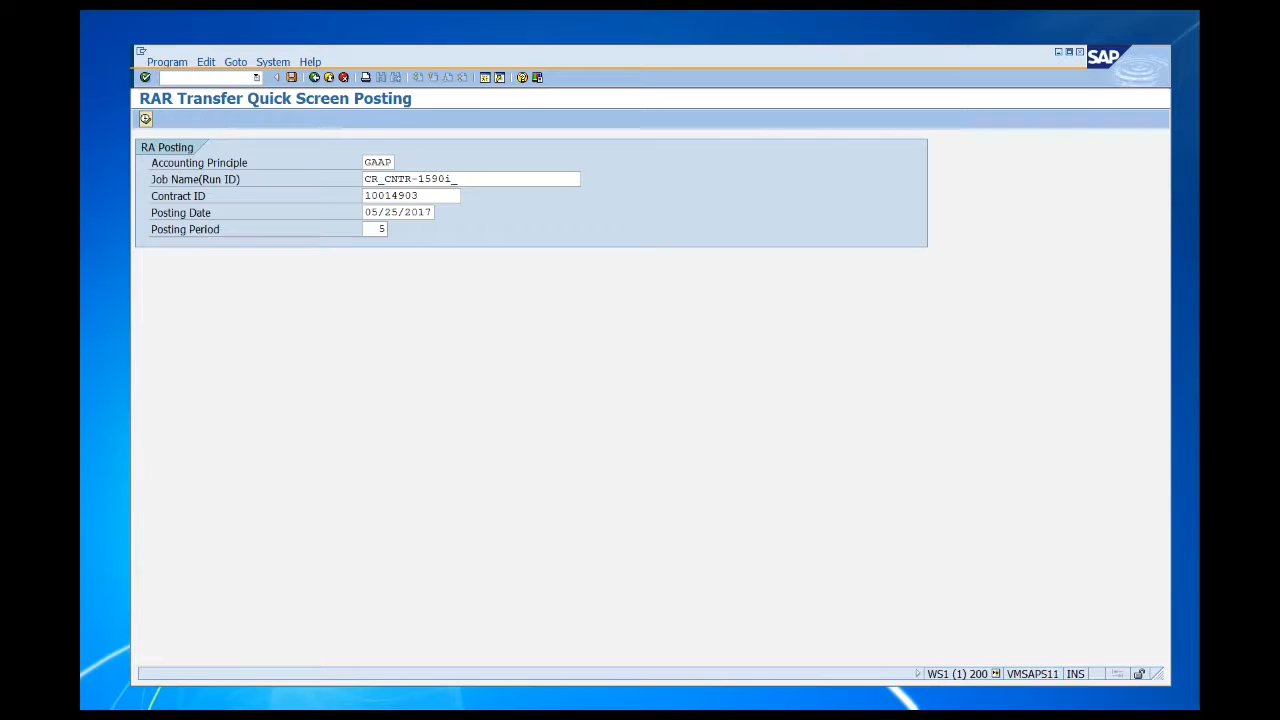 Program Edit Goto System Help
SAP
RAR Transfer Quick Screen Posting
RA Posting
Accounting Principle GAAP
Job Name(Run ID) CR_CNTR-1590i_
Contract ID 10014903
Posting Date 05/25/2017
Posting Period 5
WS1 (1) 200 VMSAPS11 INS